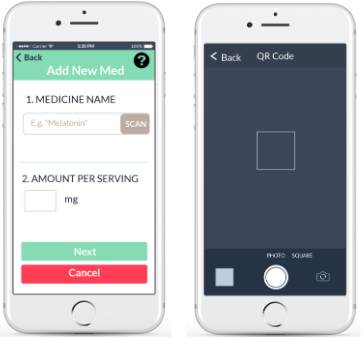 Carrier 1:20 PM 100%
Back
?
Add New Med
1. MEDICINE NAME
E.g. "Melatonin" SCAN
2. AMOUNT PER SERVING
mg
Next
Cancel
Back QR Code
PHOTO SQUARE